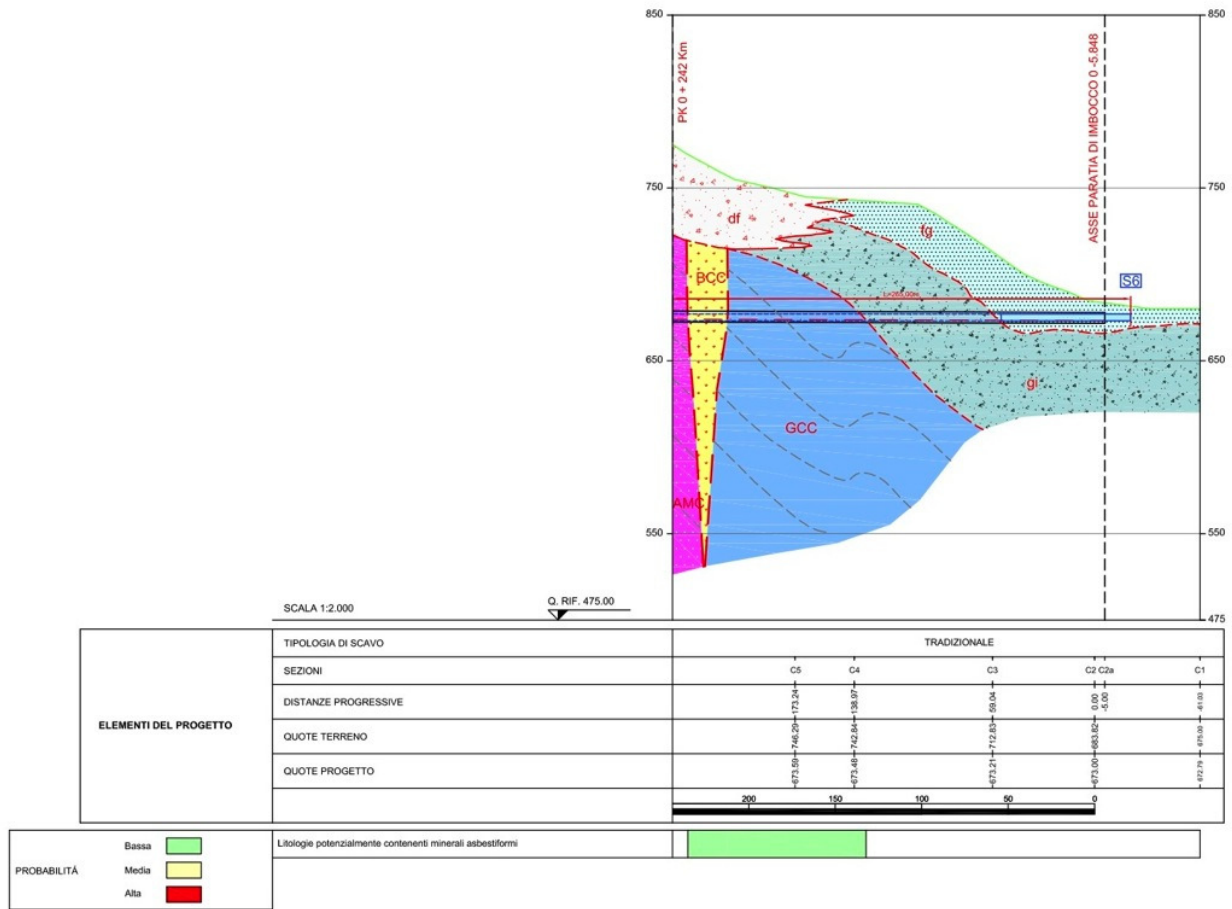 850
850
PK 0 + 242 Km
ASSE PARATIA DI IMBOCCO 0 -5.848
750
750
df
fg
BCC
S6
L=265,00m
650
650
gi
GCC
AMC
550
550
SCALA 1:2.000
Q. RIF. 475.00
475
475
ELEMENTI DEL PROGETTO
TIPOLOGIA DI SCAVO
TRADIZIONALE
SEZIONI
C5
C4
C3
C2
C2a
C1
DISTANZE PROGRESSIVE
173.24
138.97
59.04
0.00
-5.00
-61.03
QUOTE TERRENO
746.29
742.84
712.83
683.82
675.00
QUOTE PROGETTO
673.59
673.48
673.21
673.00
672.79
200
150
100
50
0
PROBABILITÁ
Bassa
Media
Alta
Litologie potenzialmente contenenti minerali asbestiformi